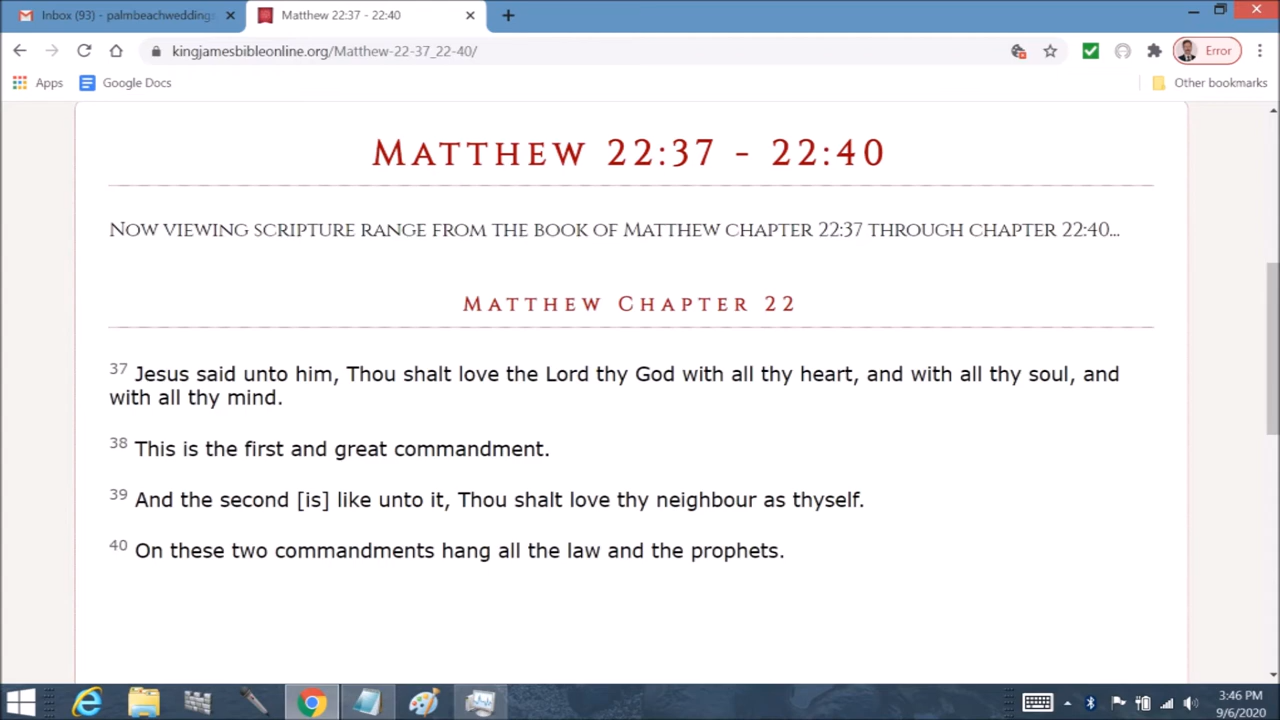 Inbox (93) - palmbeachwedding
Matthew 22:37 - 22:40
kingjamesbibleonline.org/Matthew-22-37_22-40/
Error
Apps
Google Docs
Other bookmarks
Matthew 22:37 - 22:40
Now viewing scripture range from the book of Matthew chapter 22:37 through chapter 22:40...
Matthew Chapter 22
37 Jesus said unto him, Thou shalt love the Lord thy God with all thy heart, and with all thy soul, and
with all thy mind.
38 This is the first and great commandment.
39 And the second [is] like unto it, Thou shalt love thy neighbour as thyself.
40 On these two commandments hang all the law and the prophets.
3:46 PM
9/6/2020